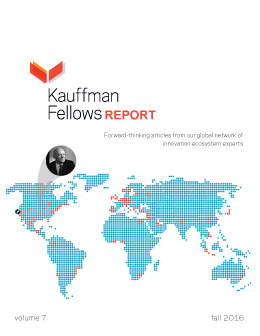 Kauffman
Fellows REPORT
Forward-thinking articles from our global network of
innovation ecosystem experts
volume 7
fall 2016